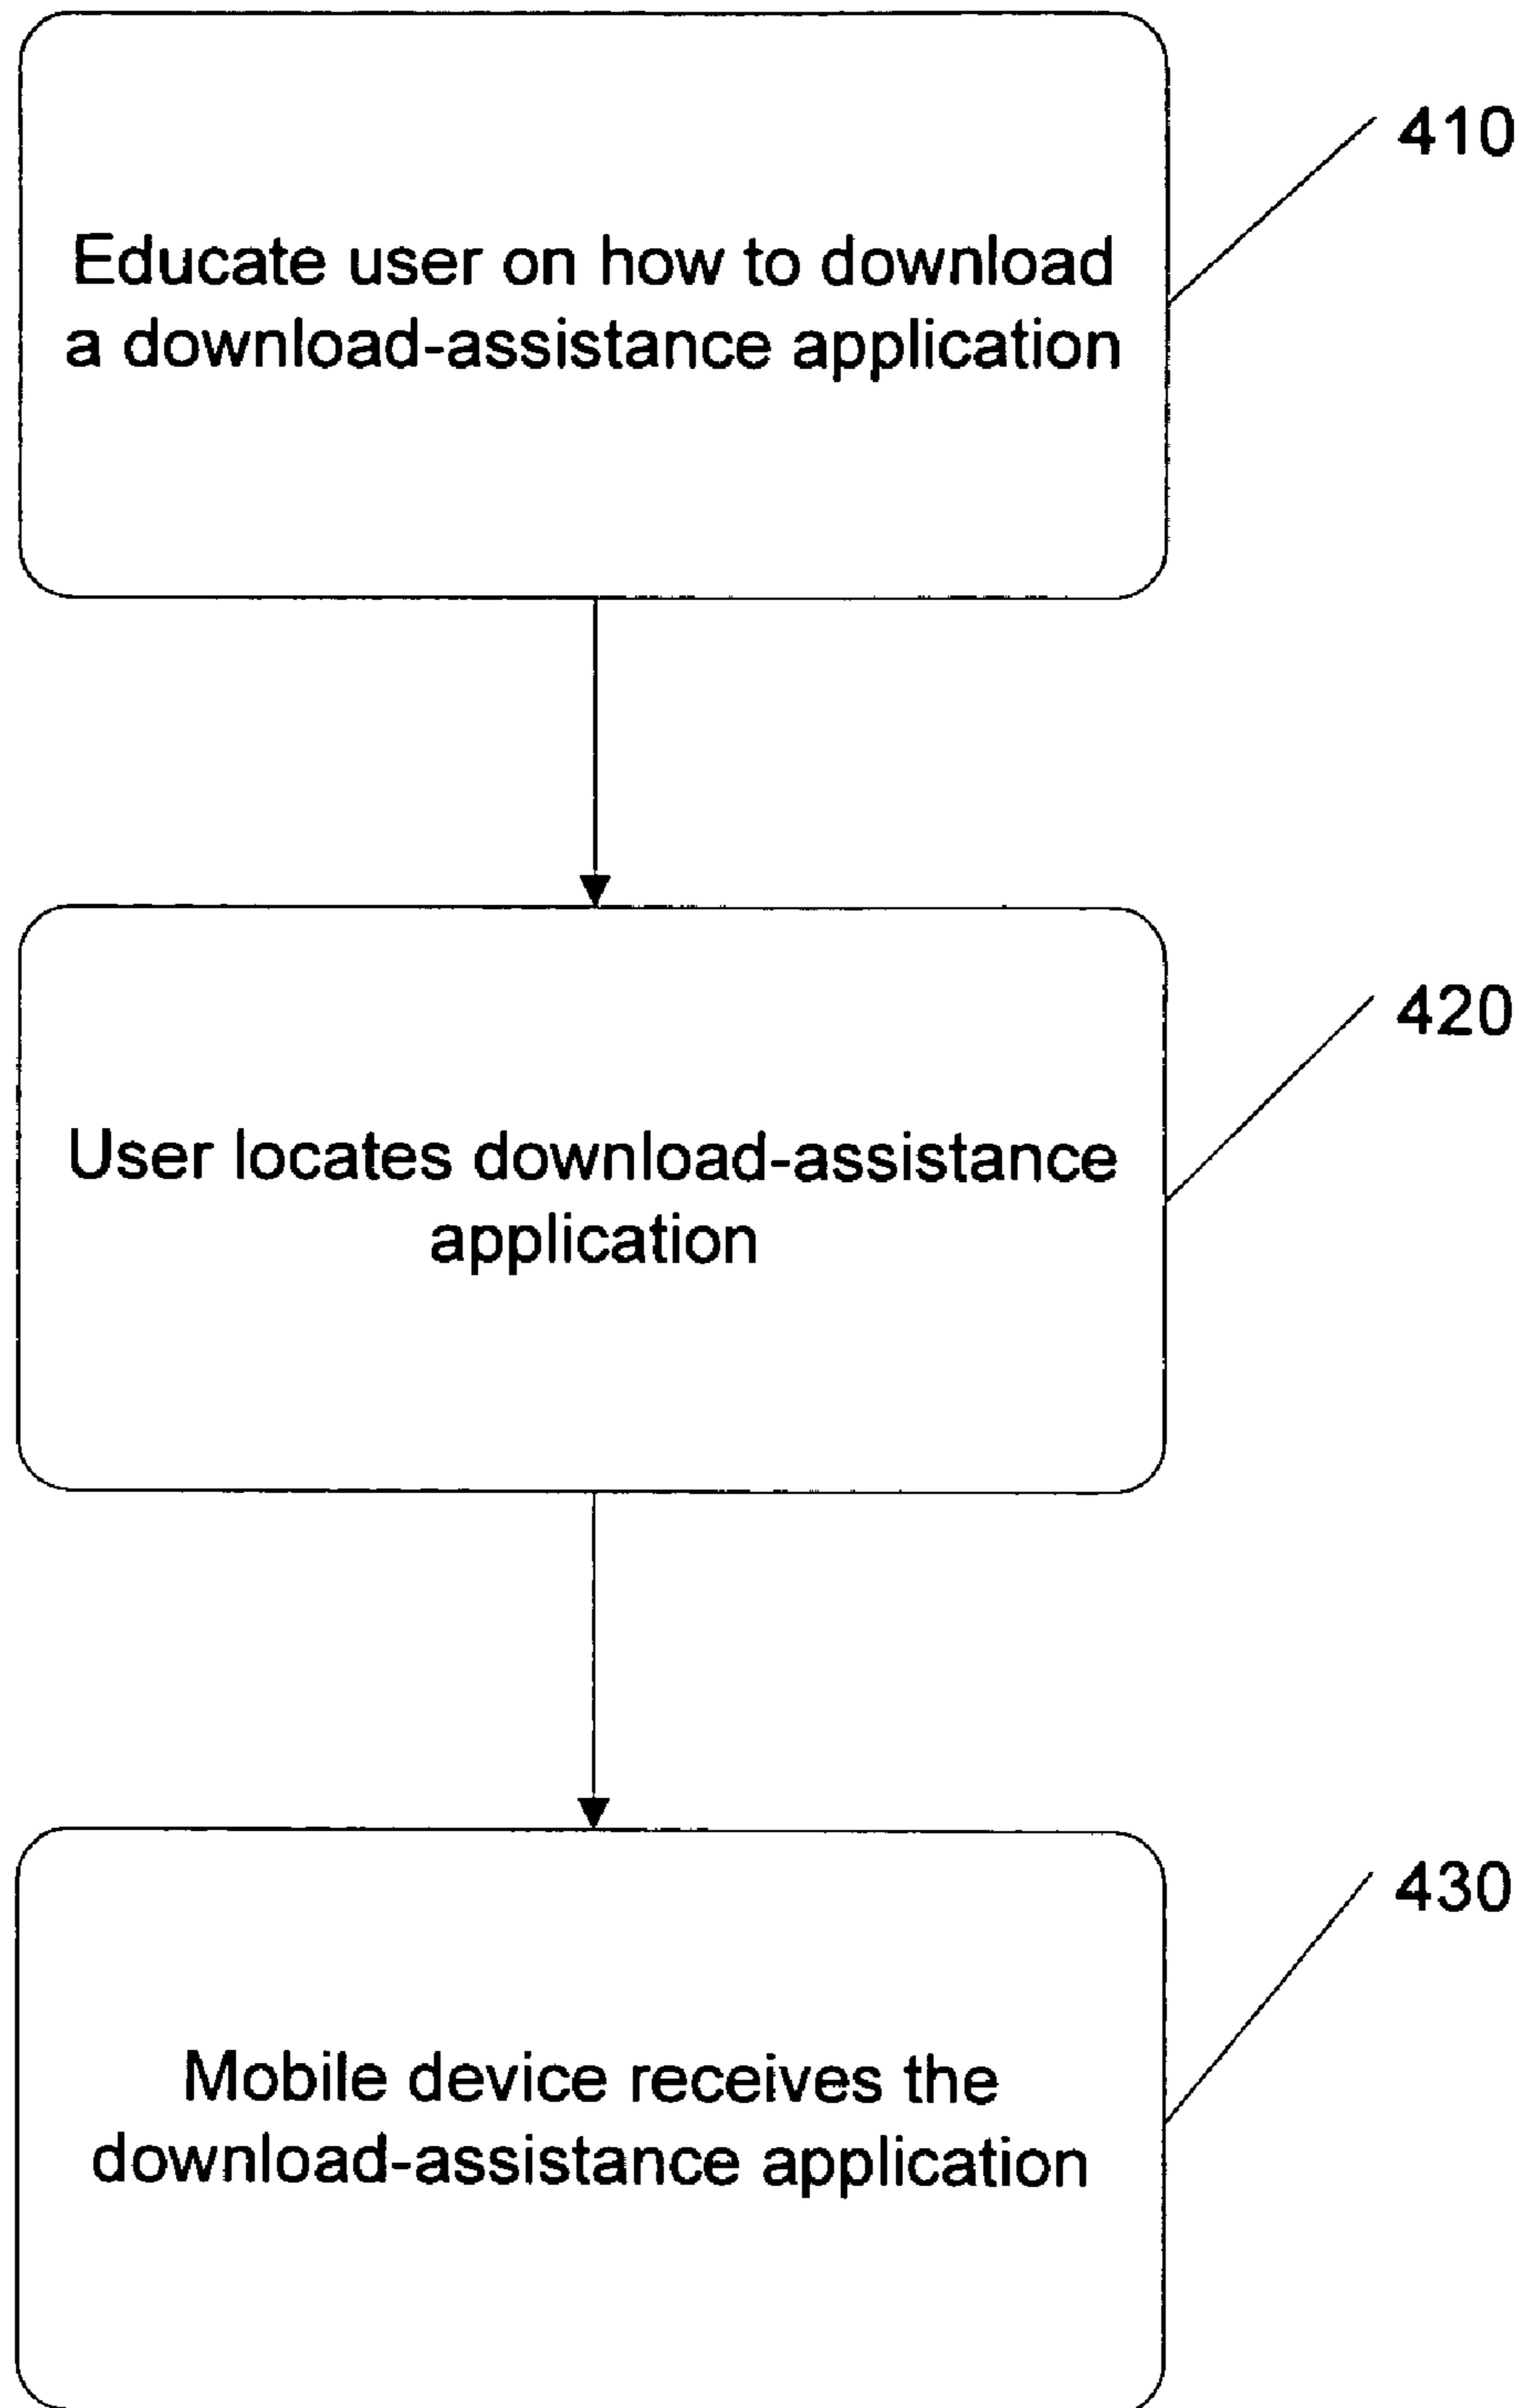 410
Educate user on how to download
a download-assistance application
420
User locates download-assistance
application
430
Mobile device receives the
download-assistance application